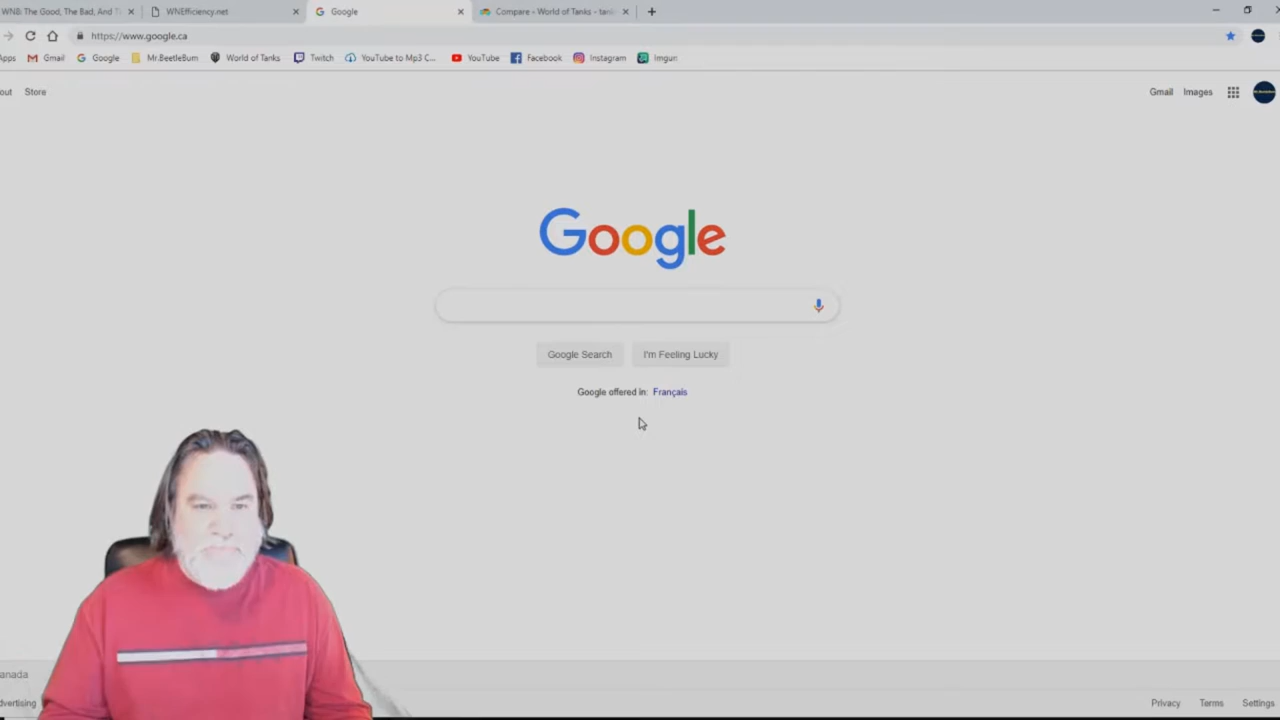 WN8: The Good, The Bad, And T
WNEfficiency.net
Google
Compare - World of Tanks - tank
https://www.google.ca
Apps
Gmail
Google
Mr.BeetleBum
World of Tanks
Twitch
YouTube to Mp3 C...
YouTube
Facebook
Instagram
Imgur
out
Store
Gmail
Images
Google
Google Search
I'm Feeling Lucky
Google offered in: Français
anada
dvertising
Privacy
Terms
Settings